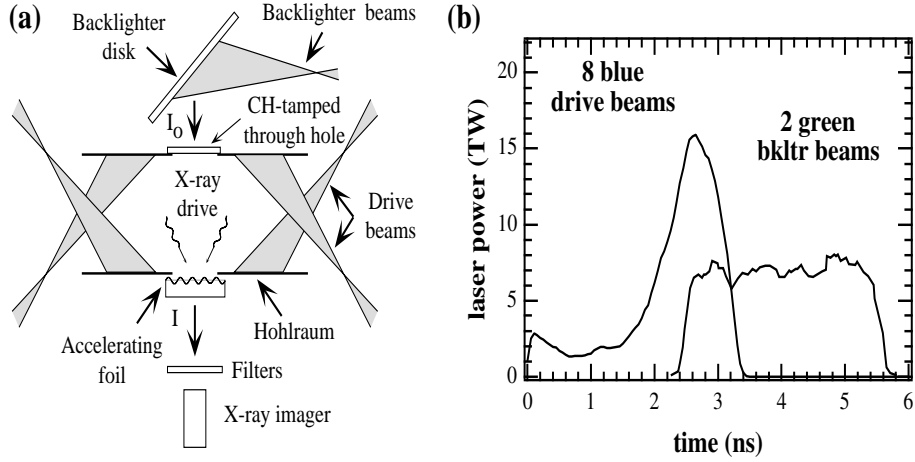 (a)
Backlighter
disk
Backlighter beams
I₀
CH-tamped
through hole
X-ray
drive
Drive
beams
I
Accelerating
foil
Hohlraum
Filters
X-ray imager
(b)
8 blue
drive beams
2 green
bkltr beams
laser power (TW)
20
15
10
5
0
0 1 2 3 4 5 6
time (ns)